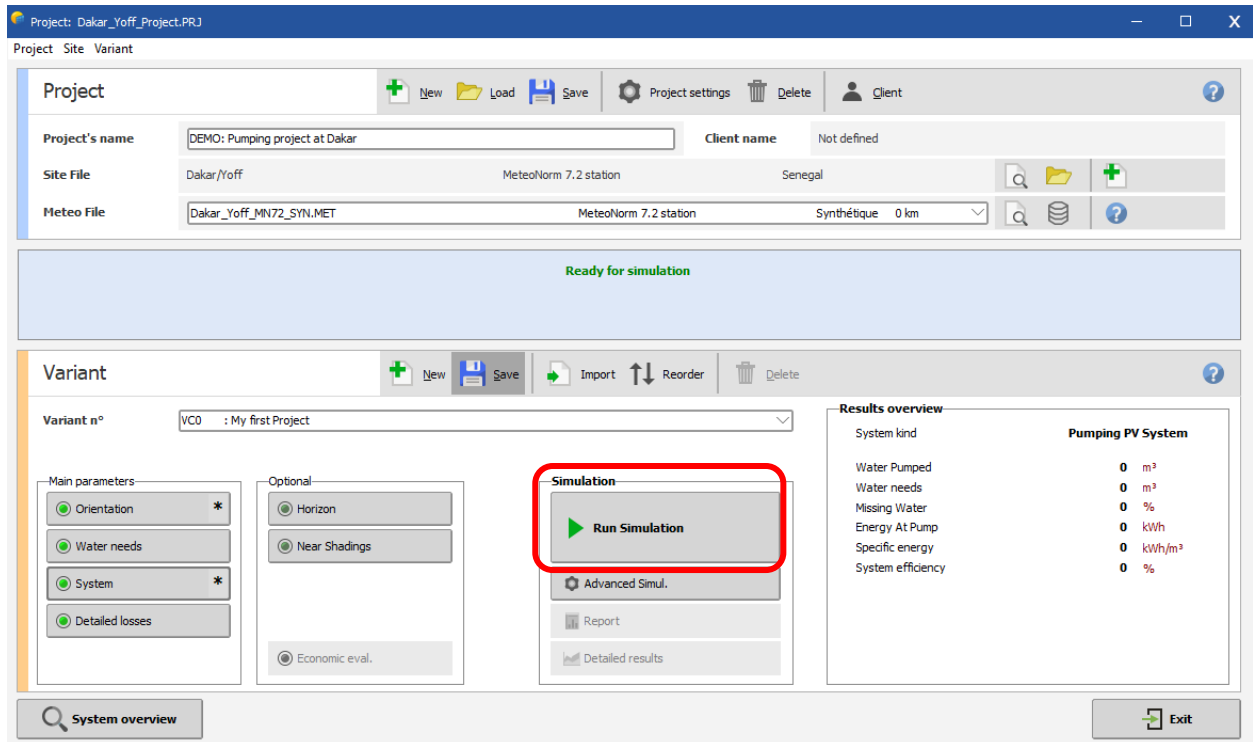 Project: Dakar_Yoff_Project.PRJ
Project Site Variant
Project New Load Save Project settings Delete Client
Project's name DEMO: Pumping project at Dakar Client name Not defined
Site File Dakar/Yoff MeteoNorm 7.2 station Senegal
Meteo File Dakar_Yoff_MN72_SYN.MET MeteoNorm 7.2 station Synthétique 0 km
Ready for simulation
Variant New Save Import Reorder Delete
Variant n° VC0 : My first Project
Results overview
System kind Pumping PV System
Water Pumped 0 m³
Water needs 0 m³
Missing Water 0 %
Energy At Pump 0 kWh
Specific energy 0 kWh/m³
System efficiency 0 %
Main parameters
Orientation *
Water needs
System *
Detailed losses
Optional
Horizon
Near Shadings
Economic eval.
Simulation
Run Simulation
Advanced Simul.
Report
Detailed results
System overview
Exit